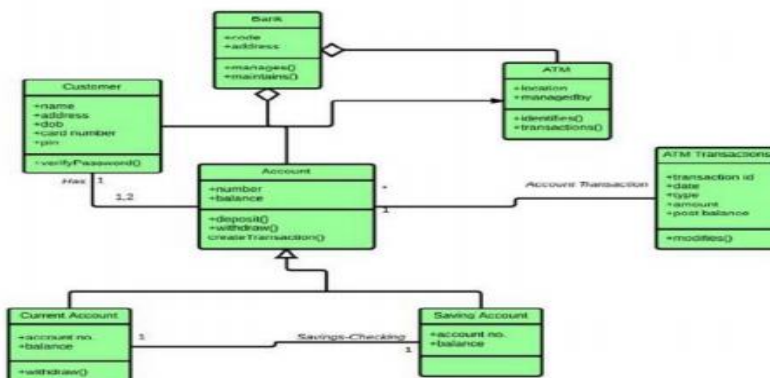 Bank
+code
+address
+manages()
+maintains()
ATM
+location
+managedby
+identifies()
+transactions()
Customer
+name
+address
+dob
+card number
+pin
+verifyPassword()
Has
1
1,2
Account
+number
+balance
+deposit()
+withdraw()
createTransaction()
*
1
Account Transaction
ATM Transactions
+transaction id
+date
+type
+amount
+post balance
+modifies()
Current Account
+account no.
+balance
+withdraw()
1
Savings-Checking
1
Saving Account
+account no.
+balance